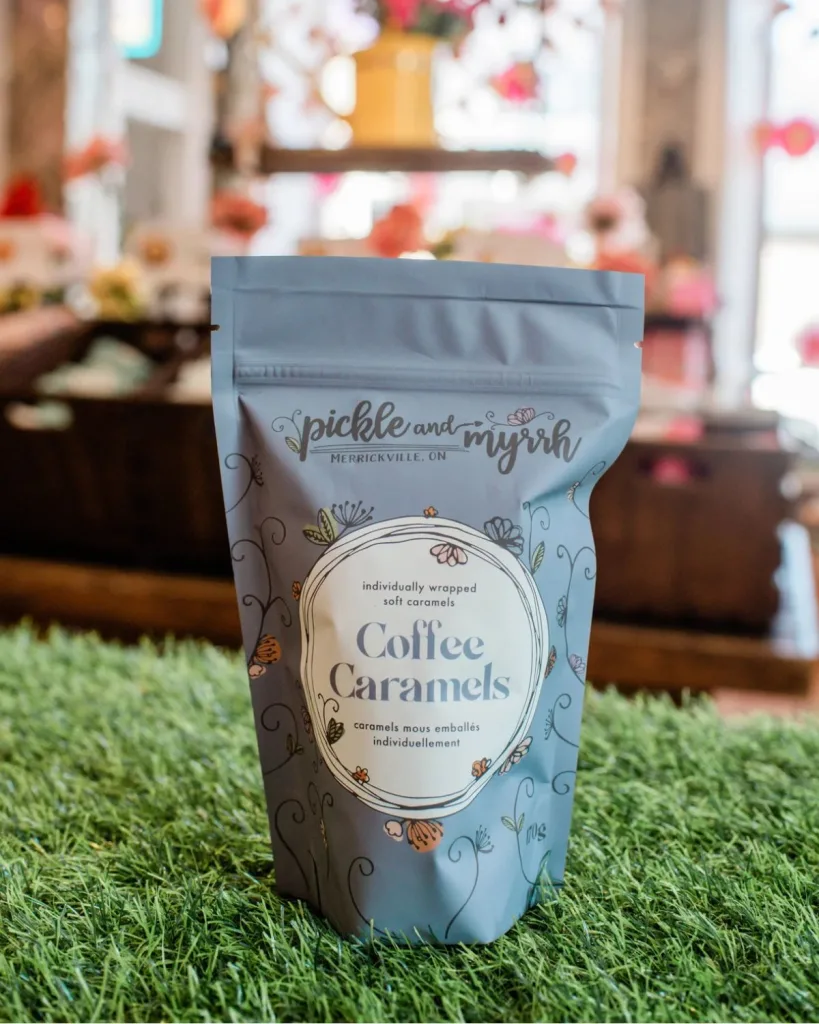 pickle and myrrh
MERRICKVILLE, ON
individually wrapped
soft caramels
Coffee
Caramels
caramels mous emballés
individuellement